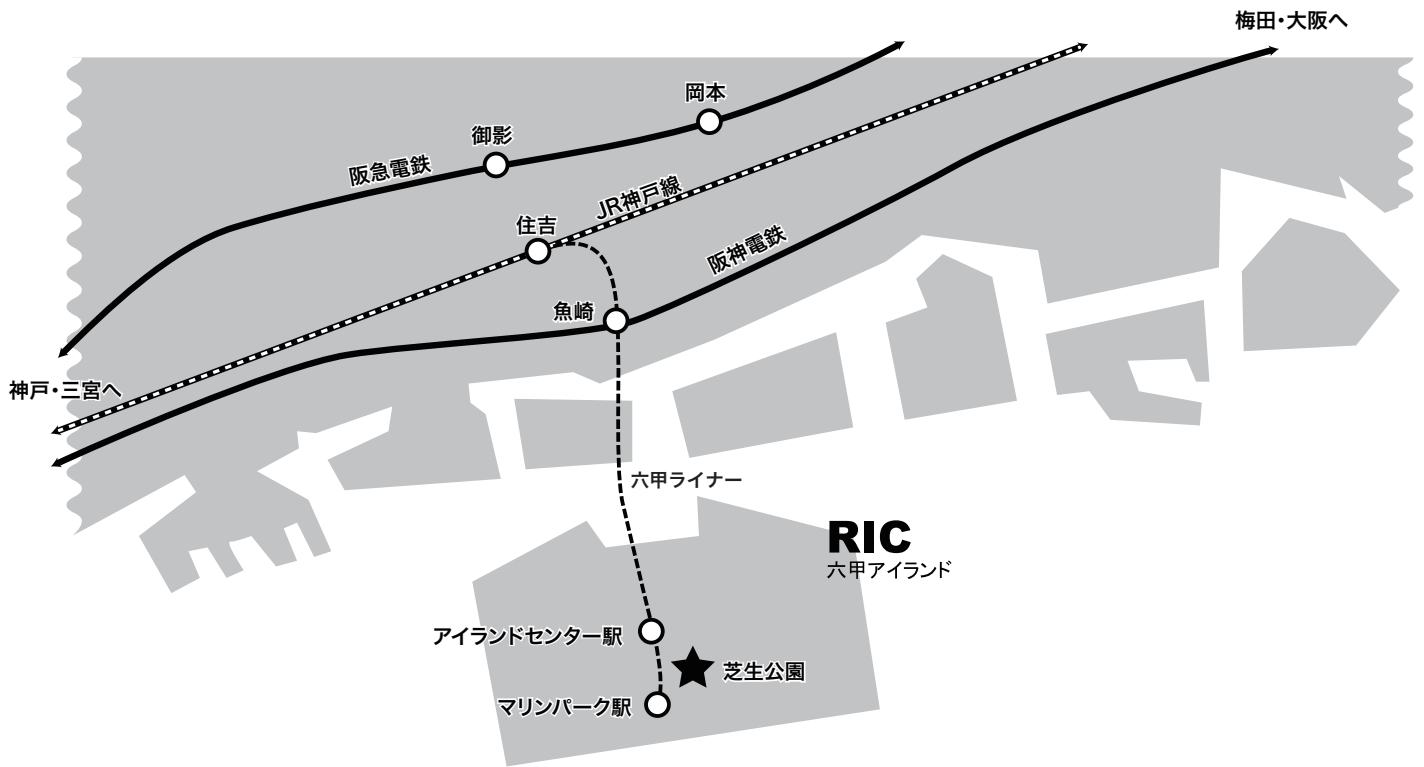 梅田・大阪へ
岡本
御影
阪急電鉄
JR神戸線
住吉
阪神電鉄
魚崎
神戸・三宮へ
六甲ライナー
RIC
六甲アイランド
アイランドセンター駅
芝生公園
マリンパーク駅